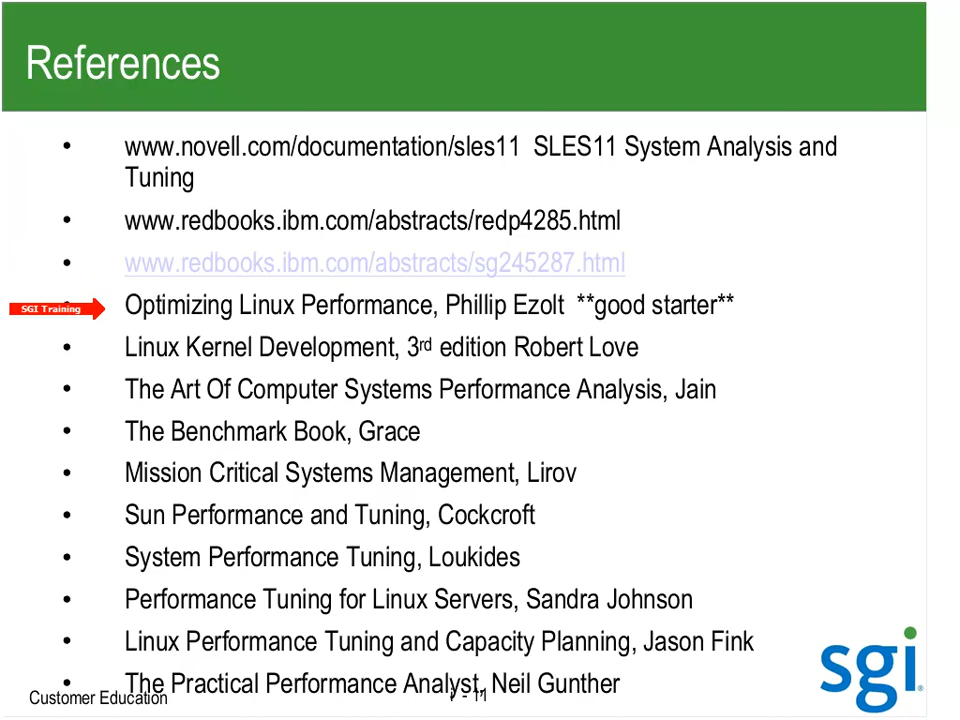 References
• www.novell.com/documentation/sles11 SLES11 System Analysis and
Tuning
• www.redbooks.ibm.com/abstracts/redp4285.html
• www.redbooks.ibm.com/abstracts/sg245287.html
SGI Training
• Optimizing Linux Performance, Phillip Ezolt **good starter**
• Linux Kernel Development, 3rd edition Robert Love
• The Art Of Computer Systems Performance Analysis, Jain
• The Benchmark Book, Grace
• Mission Critical Systems Management, Lirov
• Sun Performance and Tuning, Cockcroft
• System Performance Tuning, Loukides
• Performance Tuning for Linux Servers, Sandra Johnson
• Linux Performance Tuning and Capacity Planning, Jason Fink
• The Practical Performance Analyst, Neil Gunther
Customer Education
i - 11
sgi®